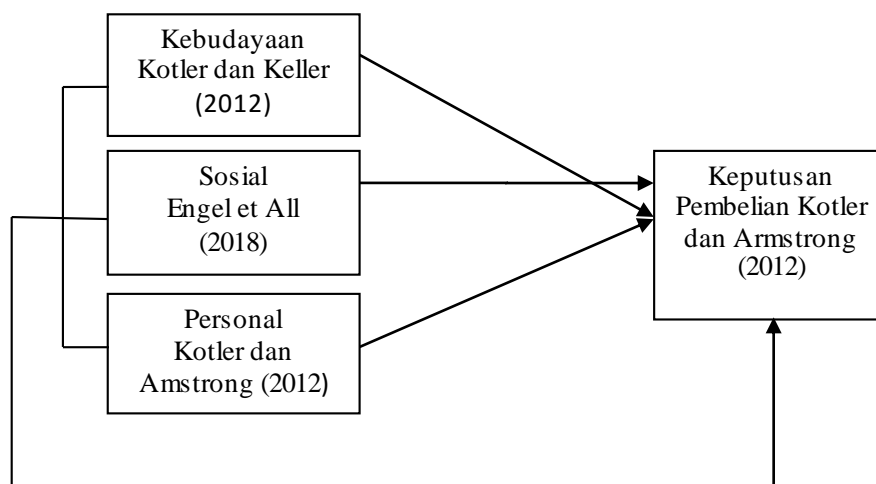 Kebudayaan
Kotler dan Keller
(2012)
Sosial
Engel et All
(2018)
Personal
Kotler dan
Amstrong (2012)
Keputusan
Pembelian Kotler
dan Armstrong
(2012)